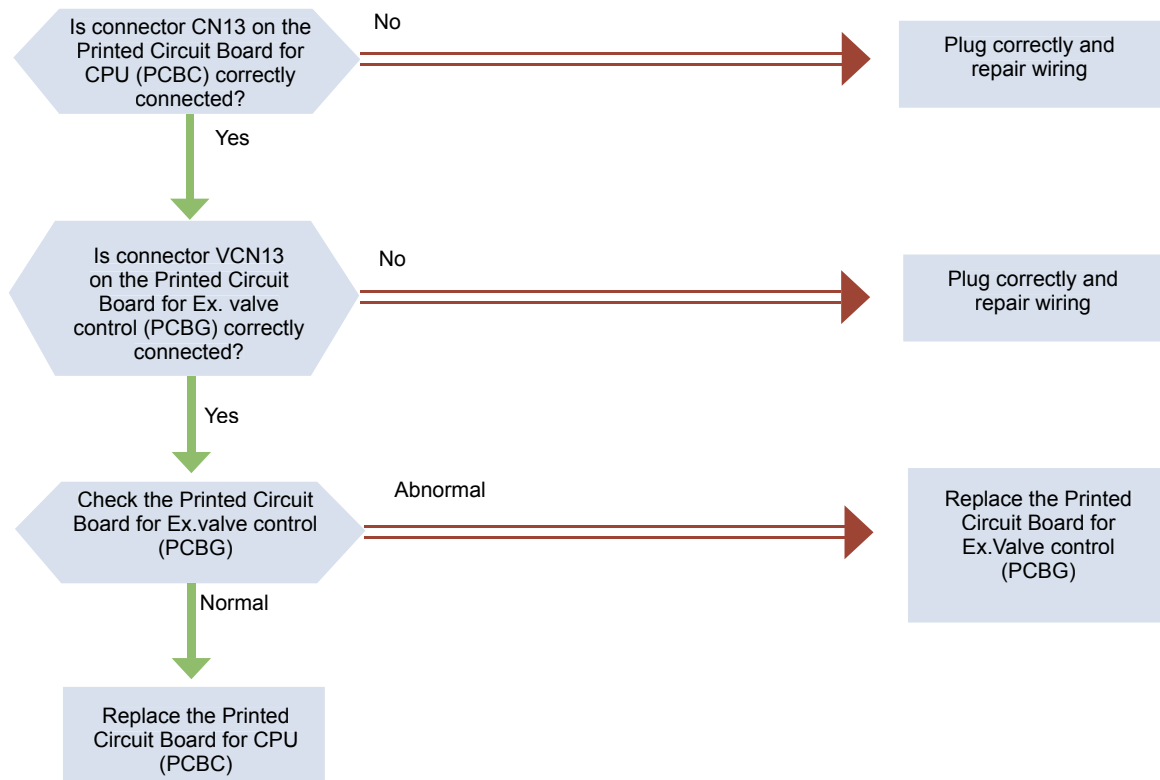 Is connector CN13 on the
Printed Circuit Board for
CPU (PCBC) correctly
connected?
No
Plug correctly and
repair wiring
Yes
Is connector VCN13
on the Printed Circuit
Board for Ex. valve
control (PCBG) correctly
connected?
No
Plug correctly and
repair wiring
Yes
Check the Printed Circuit
Board for Ex.valve control
(PCBG)
Abnormal
Replace the Printed
Circuit Board for
Ex.Valve control
(PCBG)
Normal
Replace the Printed
Circuit Board for CPU
(PCBC)